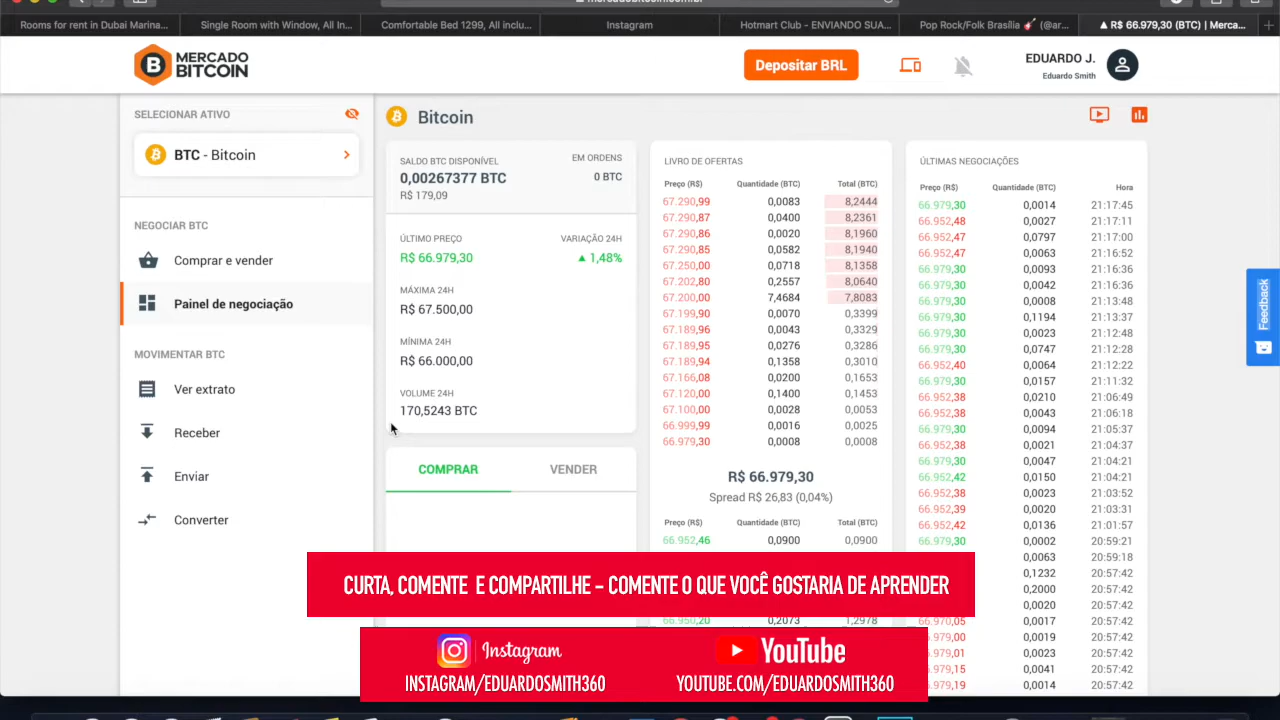 Rooms for rent in Dubai Marina...
Single Room with Window, All In...
Comfortable Bed 1299, All inclu...
Instagram
Hotmart Club - ENVIANDO SUA...
Pop Rock/Folk Brasília 🎸 (@ar...
▲ R$ 66.979,30 (BTC) | Merca...
MERCADO
BITCOIN
Depositar BRL
EDUARDO J.
Eduardo Smith
SELECIONAR ATIVO
BTC - Bitcoin
NEGOCIAR BTC
Comprar e vender
Painel de negociação
MOVIMENTAR BTC
Ver extrato
Receber
Enviar
Converter
Bitcoin
SALDO BTC DISPONÍVEL
0,00267377 BTC
R$ 179,09
EM ORDENS
0 BTC
ÚLTIMO PREÇO
R$ 66.979,30
VARIAÇÃO 24H
▲ 1,48%
MÁXIMA 24H
R$ 67.500,00
MÍNIMA 24H
R$ 66.000,00
VOLUME 24H
170,5243 BTC
COMPRAR VENDER
LIVRO DE OFERTAS
Preço (R$) Quantidade (BTC) Total (BTC)
67.290,99 0,0083 8,2444
67.290,87 0,0400 8,2361
67.290,86 0,0020 8,1960
67.290,85 0,0582 8,1940
67.250,00 0,0718 8,1358
67.202,80 0,2557 8,0640
67.200,00 7,4684 7,8083
67.199,90 0,0070 0,3399
67.189,96 0,0043 0,3329
67.189,95 0,0276 0,3286
67.189,94 0,1358 0,3010
67.166,08 0,0200 0,1653
67.120,00 0,1400 0,1453
67.100,00 0,0028 0,0053
66.999,99 0,0016 0,0025
66.979,30 0,0008 0,0008
R$ 66.979,30
Spread R$ 26,83 (0,04%)
Preço (R$) Quantidade (BTC) Total (BTC)
66.952,46 0,0900 0,0900
66.950,20 0,2073 1,2978
ÚLTIMAS NEGOCIAÇÕES
Preço (R$) Quantidade (BTC) Hora
66.979,30 0,0014 21:17:45
66.952,48 0,0027 21:17:11
66.952,47 0,0797 21:17:00
66.952,47 0,0063 21:16:52
66.979,30 0,0093 21:16:36
66.979,30 0,0042 21:16:36
66.979,30 0,0008 21:13:48
66.979,30 0,1194 21:13:37
66.979,30 0,0023 21:12:48
66.979,30 0,0747 21:12:28
66.952,40 0,0064 21:12:22
66.979,30 0,0157 21:11:32
66.952,38 0,0210 21:06:49
66.952,38 0,0043 21:06:18
66.979,30 0,0094 21:05:37
66.952,38 0,0021 21:04:37
66.979,30 0,0047 21:04:21
66.952,42 0,0150 21:04:21
66.952,38 0,0023 21:03:52
66.952,39 0,0020 21:03:31
66.952,42 0,0136 21:01:57
66.979,30 0,0002 20:59:21
0,0063 20:59:18
0,1232 20:57:42
0,2000 20:57:42
0,0020 20:57:42
66.970,05 0,0017 20:57:42
.979,00 0,0019 20:57:42
.979,01 0,0023 20:57:42
.979,15 0,0041 20:57:42
.979,19 0,0014 20:57:42
Feedback
CURTA, COMENTE E COMPARTILHE - COMENTE O QUE VOCÊ GOSTARIA DE APRENDER
Instagram
INSTAGRAM/EDUARDOSMITH360
YouTube
YOUTUBE.COM/EDUARDOSMITH360